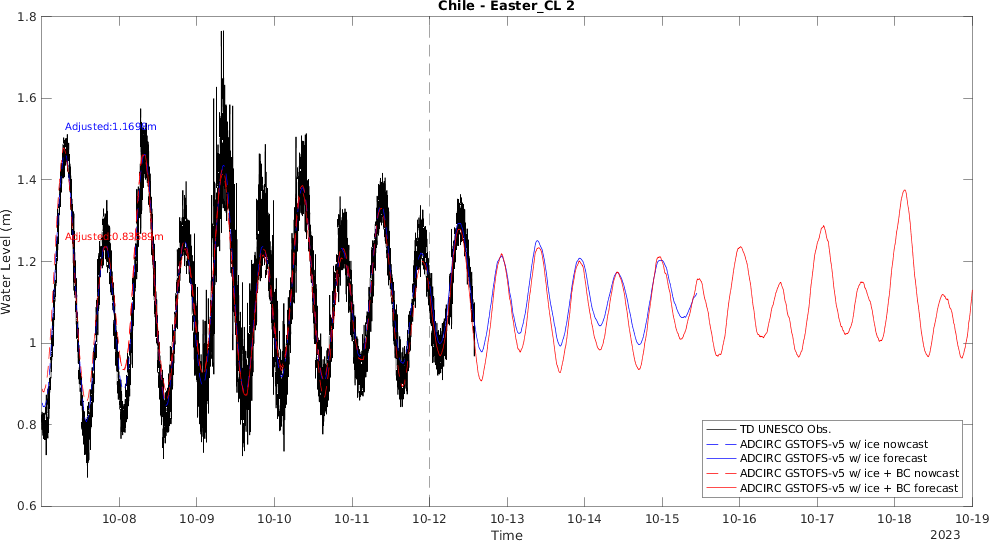 Chile - Easter_CL 2
1.8
1.6
1.4
1.2
1
0.8
0.6
Water Level (m)
Adjusted:1.1698m
10-08
10-09
10-10
10-11
10-12
10-13
10-14
10-15
10-16
10-17
10-18
10-19
Time
2023
TD UNESCO Obs.
ADCIRC GSTOFS-v5 w/ ice nowcast
ADCIRC GSTOFS-v5 w/ ice forecast
ADCIRC GSTOFS-v5 w/ ice + BC nowcast
ADCIRC GSTOFS-v5 w/ ice + BC forecast